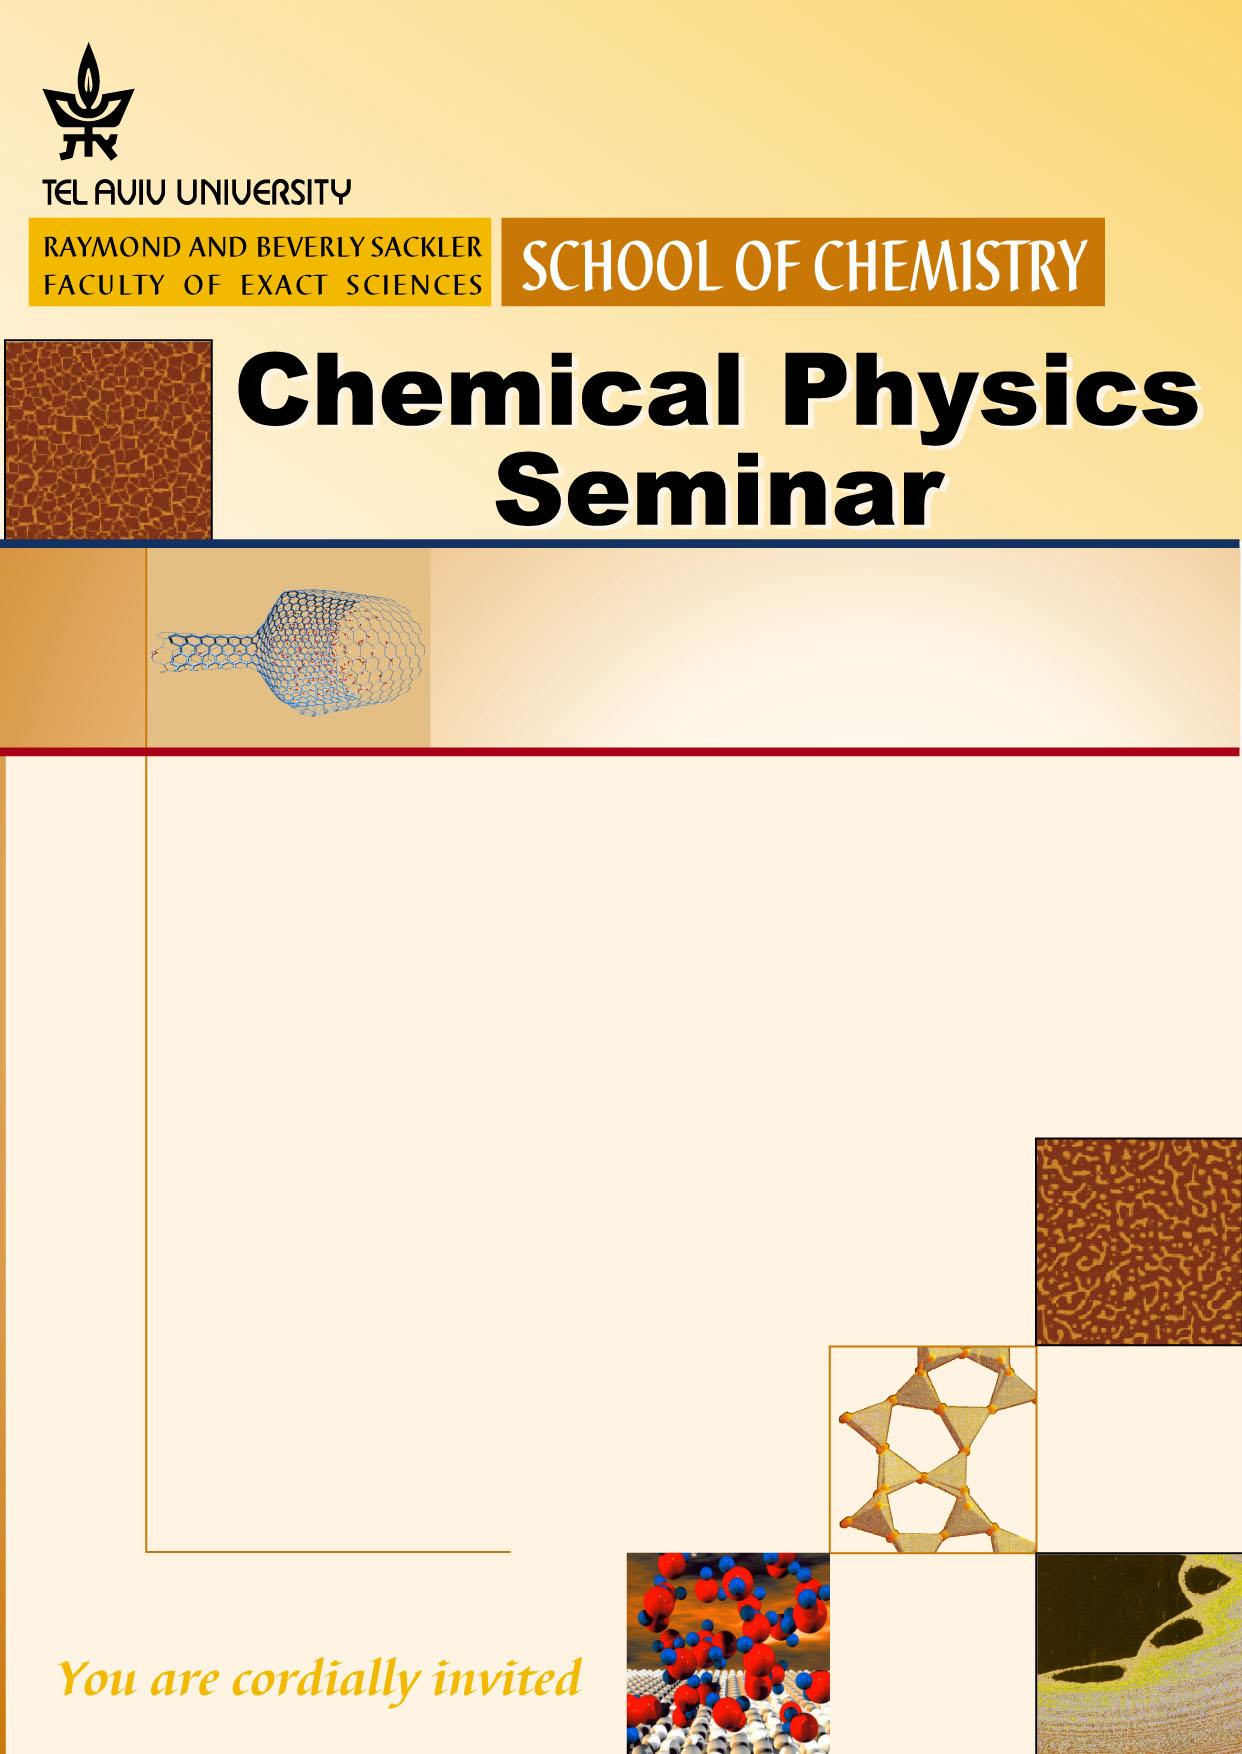 TEL AVIV UNIVERSITY
RAYMOND AND BEVERLY SACKLER
FACULTY OF EXACT SCIENCES
SCHOOL OF CHEMISTRY
Chemical Physics
Seminar
You are cordially invited